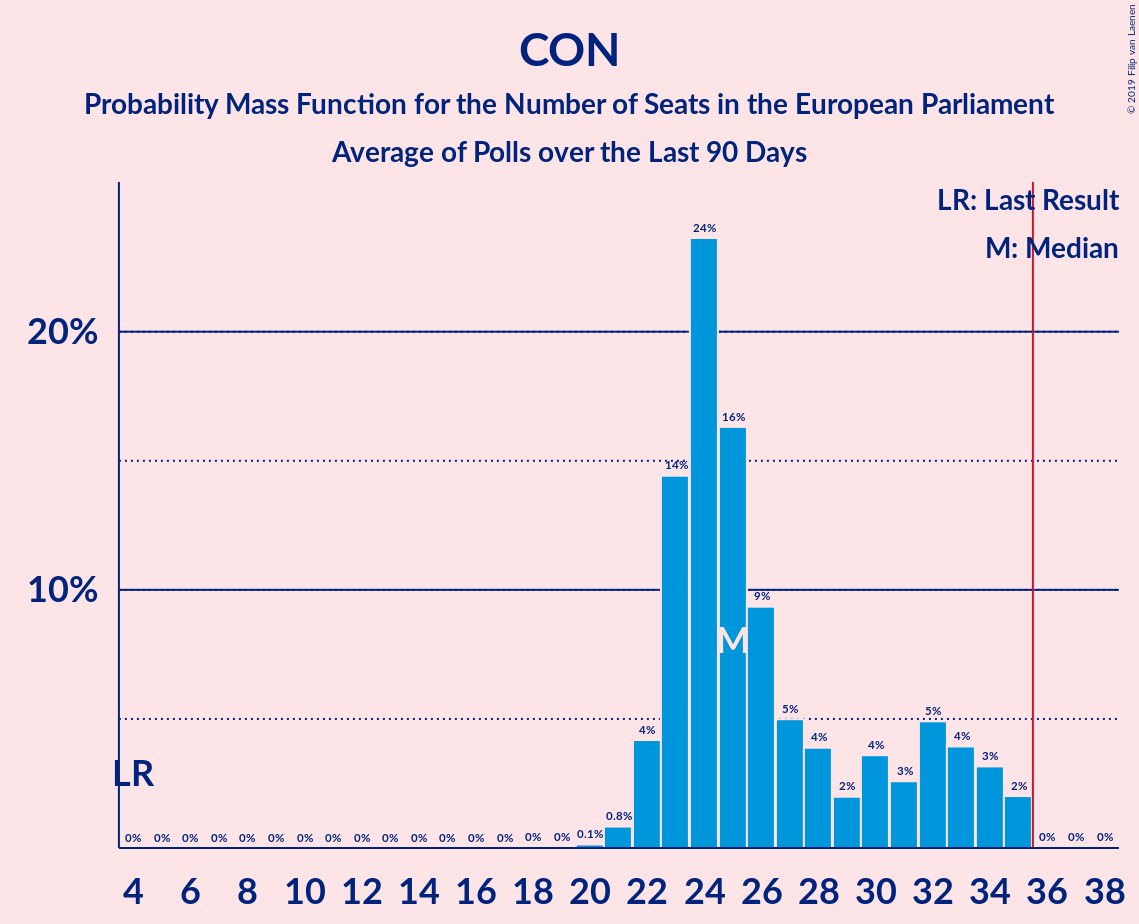 CON
Probability Mass Function for the Number of Seats in the European Parliament
Average of Polls over the Last 90 Days
© 2019 Filip van Laenen
LR: Last Result
M: Median
20%
10%
LR
M
0% 0% 0% 0% 0% 0% 0% 0% 0% 0% 0% 0% 0% 0% 0% 0% 0.1% 0.8% 4% 14% 24% 16% 9% 5% 4% 2% 4% 3% 5% 4% 3% 2% 0% 0% 0%
4 6 8 10 12 14 16 18 20 22 24 26 28 30 32 34 36 38